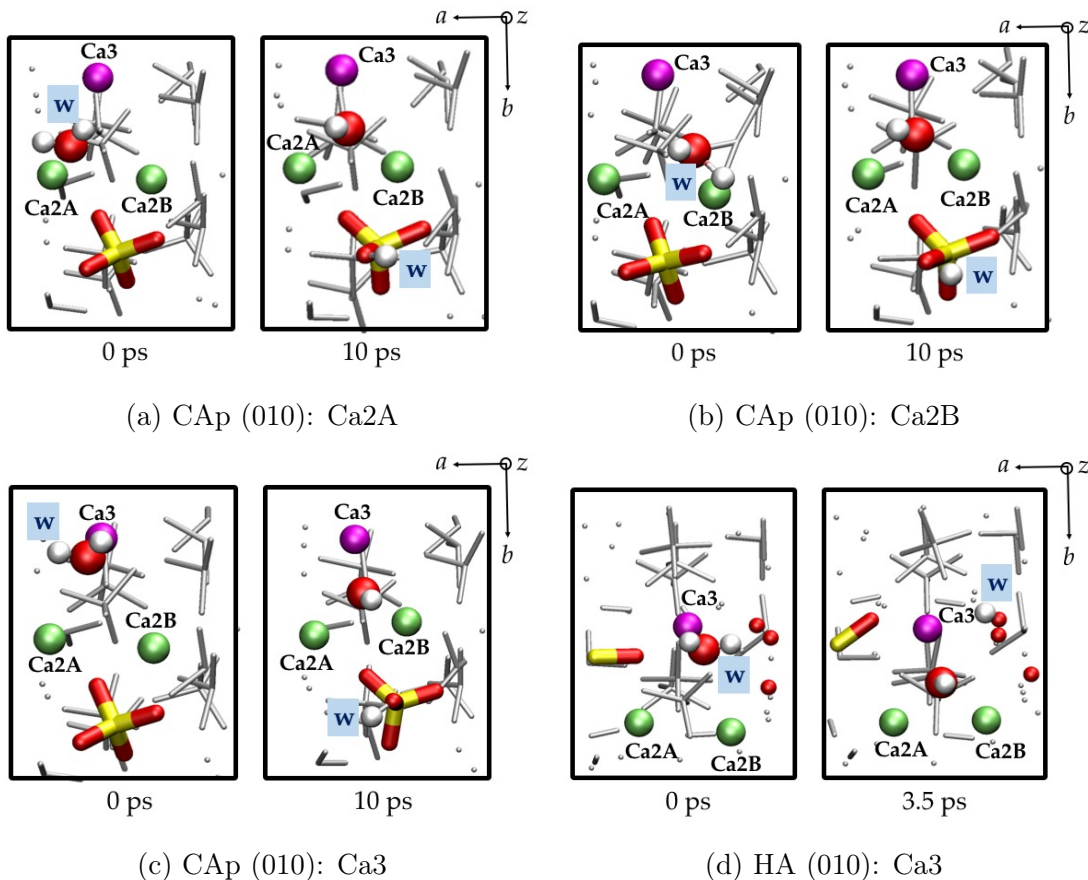 a z
b
Ca3
w
Ca2A
Ca2B
0 ps
Ca3
Ca2A
Ca2B
w
10 ps
(a) CAp (010): Ca2A
a z
b
Ca3
w
Ca2A
Ca2B
0 ps
Ca3
Ca2A
Ca2B
w
10 ps
(b) CAp (010): Ca2B
a z
b
w
Ca3
Ca2B
Ca2A
0 ps
Ca3
Ca2B
Ca2A
w
10 ps
(c) CAp (010): Ca3
a z
b
Ca3
w
Ca2A
Ca2B
0 ps
w
Ca3
Ca2A
Ca2B
3.5 ps
(d) HA (010): Ca3